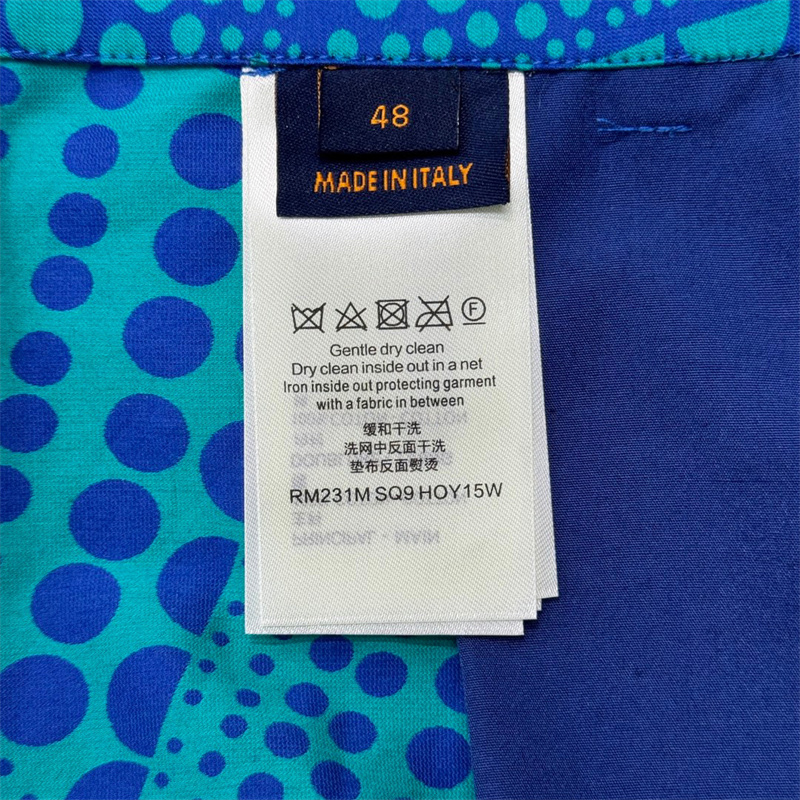 48
MADE IN ITALY
F
Gentle dry clean
Dry clean inside out in a net
Iron inside out protecting garment
with a fabric in between
缓和干洗
洗网中反面干洗
垫布反面熨烫
RM231M SQ9 HOY15W
PRINCIPAL - MAIN